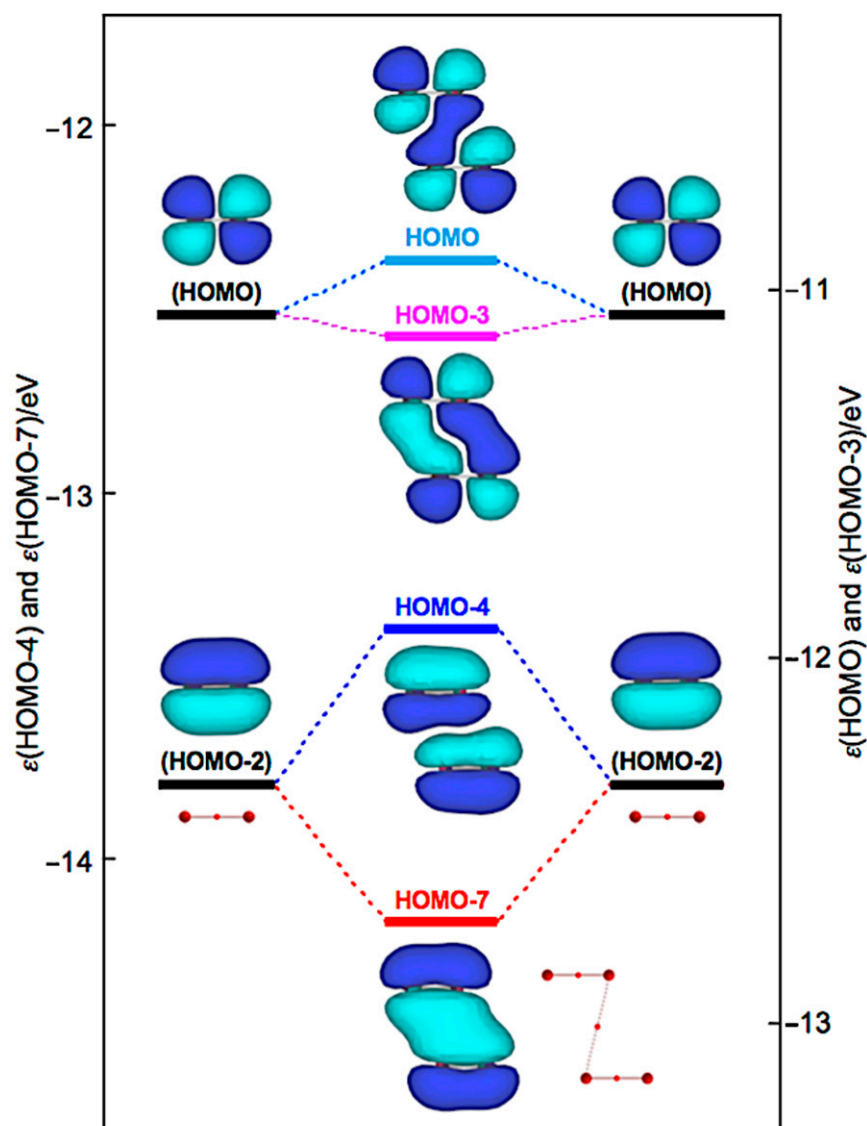 −12
HOMO
(HOMO)
(HOMO)
−11
HOMO-3
ε(HOMO-4) and ε(HOMO-7)/eV
ε(HOMO) and ε(HOMO-3)/eV
−13
HOMO-4
−12
(HOMO-2)
(HOMO-2)
−14
HOMO-7
−13